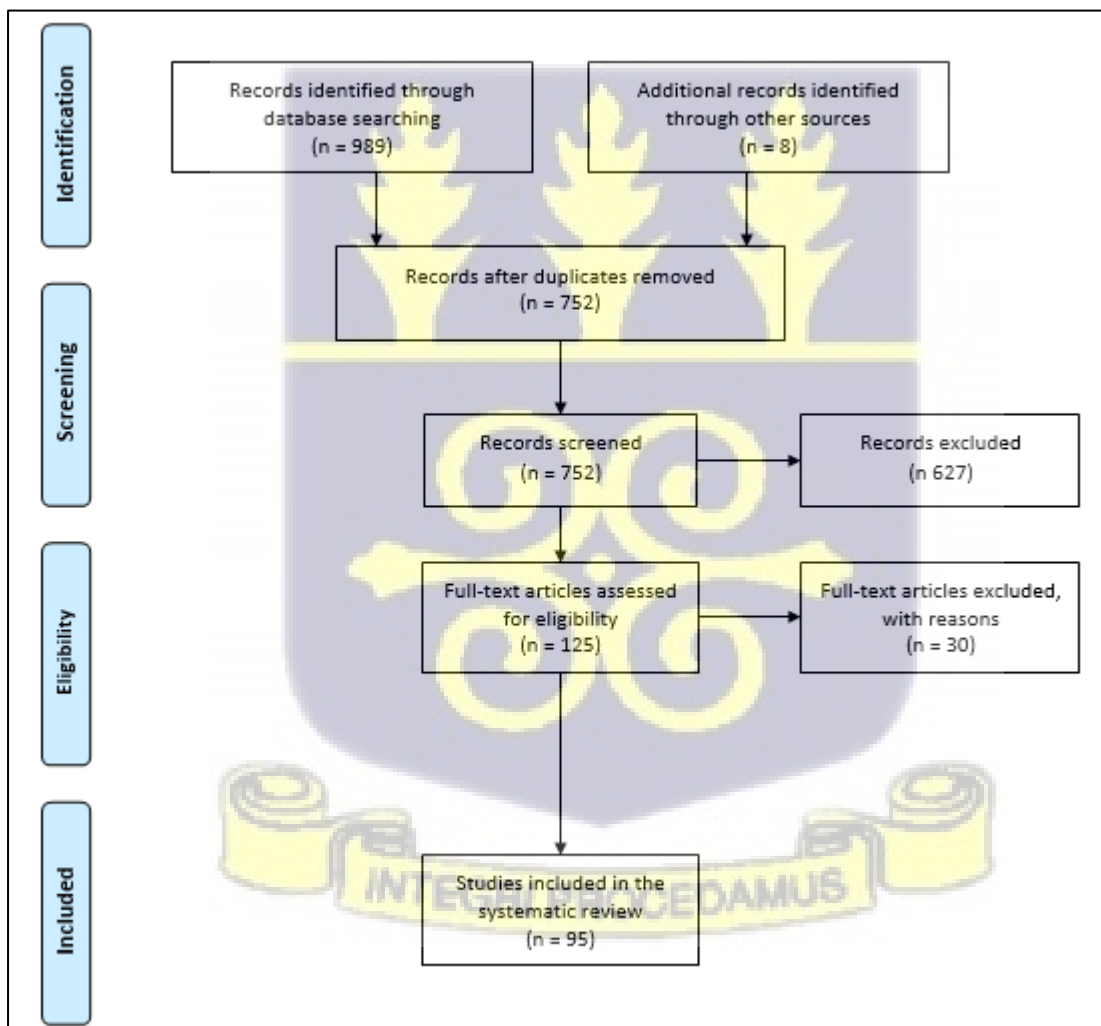 Identification
Records identified through
database searching
(n = 989)
Additional records identified
through other sources
(n = 8)
Records after duplicates removed
(n = 752)
Screening
Records screened
(n = 752)
Records excluded
(n 627)
Eligibility
Full-text articles assessed
for eligibility
(n = 125)
Full-text articles excluded,
with reasons
(n = 30)
Included
Studies included in the
systematic review
(n = 95)
INTEGRI PROCEDAMUS